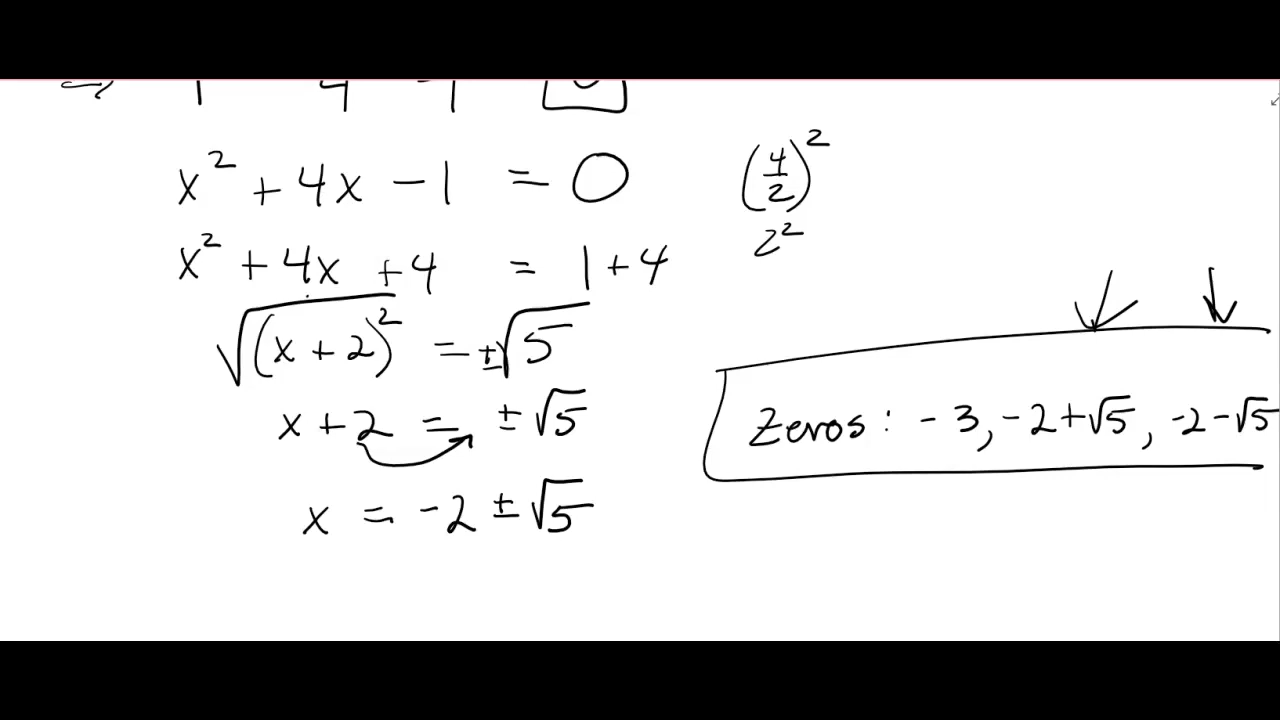 x² + 4x − 1 = 0
(4/2)²
2²
x² + 4x + 4 = 1 + 4
√(x + 2)² = ±√5
x + 2 = ±√5
x = −2 ± √5
Zeros : −3, −2+√5, −2−√5